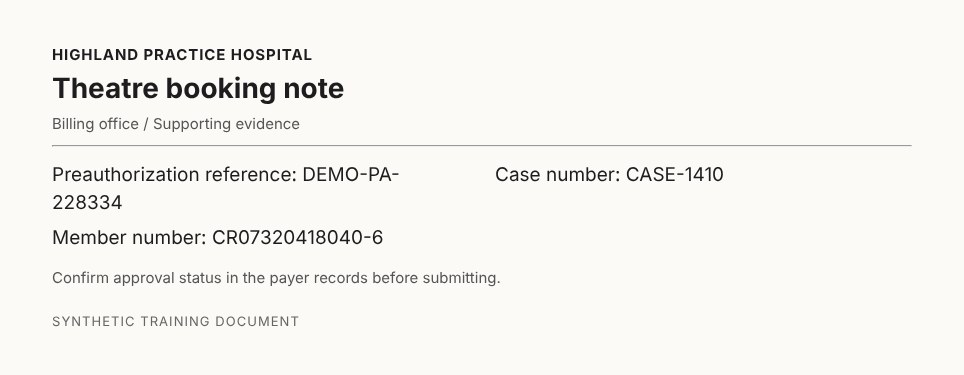 HIGHLAND PRACTICE HOSPITAL
Theatre booking note
Billing office / Supporting evidence
Preauthorization reference: DEMO-PA-
228334
Case number: CASE-1410
Member number: CR07320418040-6
Confirm approval status in the payer records before submitting.
SYNTHETIC TRAINING DOCUMENT